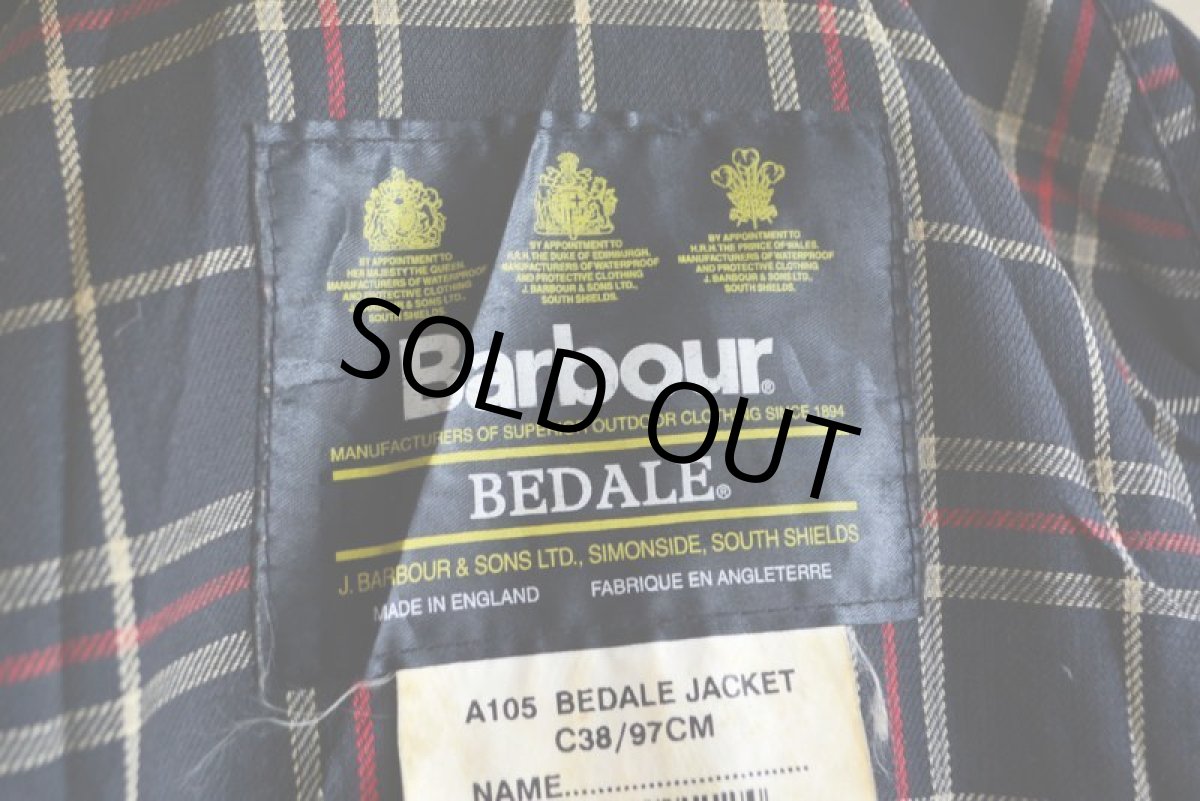 BY APPOINTMENT TO
HER MAJESTY THE QUEEN
MANUFACTURERS OF WATERPROOF
AND PROTECTIVE CLOTHING
J. BARBOUR & SONS LTD.,
SOUTH SHIELDS.
BY APPOINTMENT TO
H.R.H. THE DUKE OF EDINBURGH,
MANUFACTURERS OF WATERPROOF
AND PROTECTIVE CLOTHING
J. BARBOUR & SONS LTD.,
SOUTH SHIELDS.
BY APPOINTMENT TO
H.R.H. THE PRINCE OF WALES,
MANUFACTURERS OF WATERPROOF
AND PROTECTIVE CLOTHING
J. BARBOUR & SONS LTD.,
SOUTH SHIELDS.
SOLD OUT
Barbour®
MANUFACTURERS OF SUPERIOR OUTDOOR CLOTHING SINCE 1894
BEDALE®
J. BARBOUR & SONS LTD., SIMONSIDE, SOUTH SHIELDS
MADE IN ENGLAND FABRIQUE EN ANGLETERRE
A105 BEDALE JACKET
C38/97CM
NAME..............................